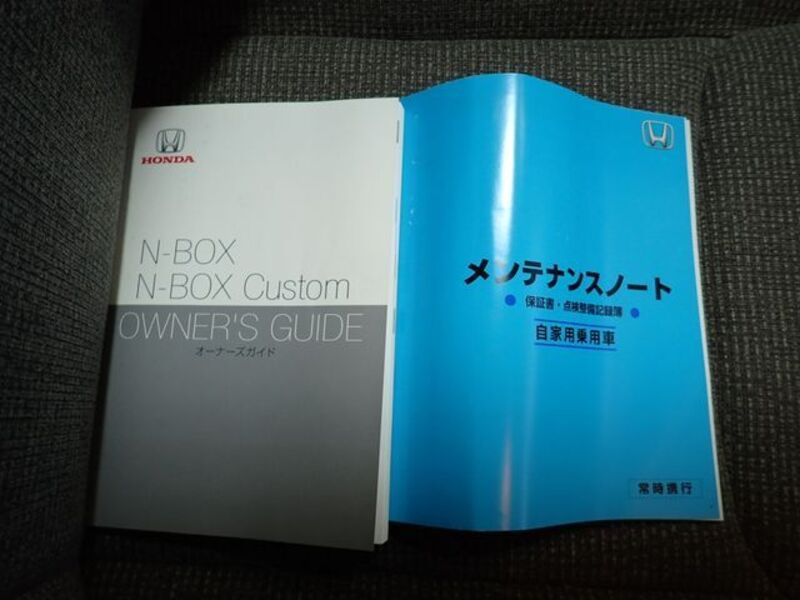 HONDA
N-BOX
N-BOX Custom
OWNER'S GUIDE
オーナーズガイド
メンテナンスノート
保証書・点検整備記録簿
自家用乗用車
常時携行